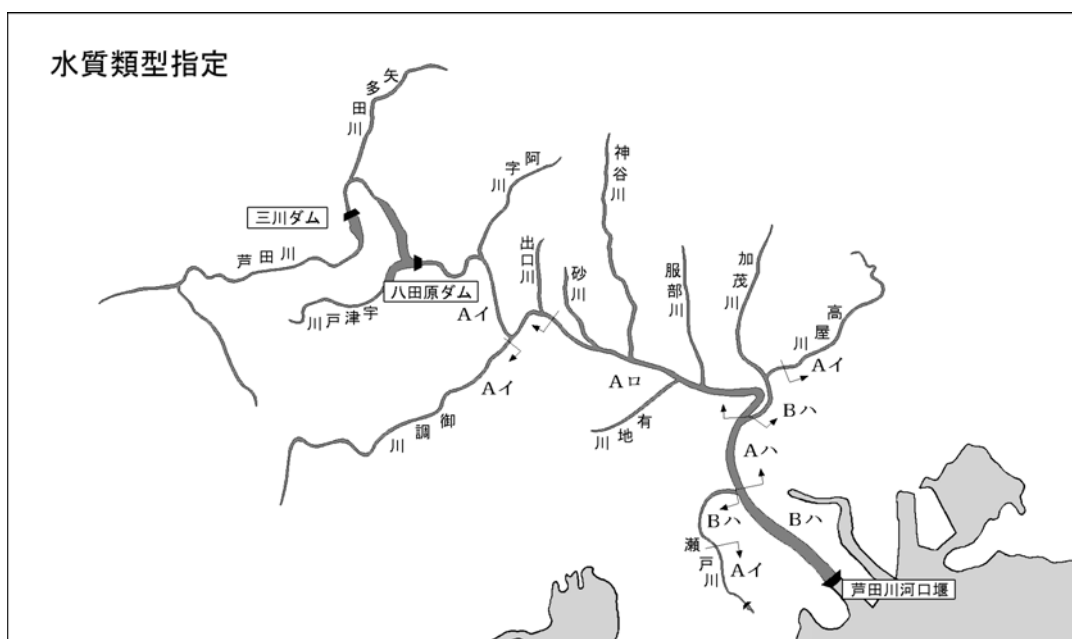 水質類型指定
矢多田川
三川ダム
芦田川
宇津戸川
八田原ダム
阿字川
Aイ
出口川
砂川
神谷川
服部川
加茂川
高屋川
Aイ
御調川
Aイ
Aロ
有地川
Bハ
Aハ
Bハ
Bハ
瀬戸川
Aイ
芦田川河口堰